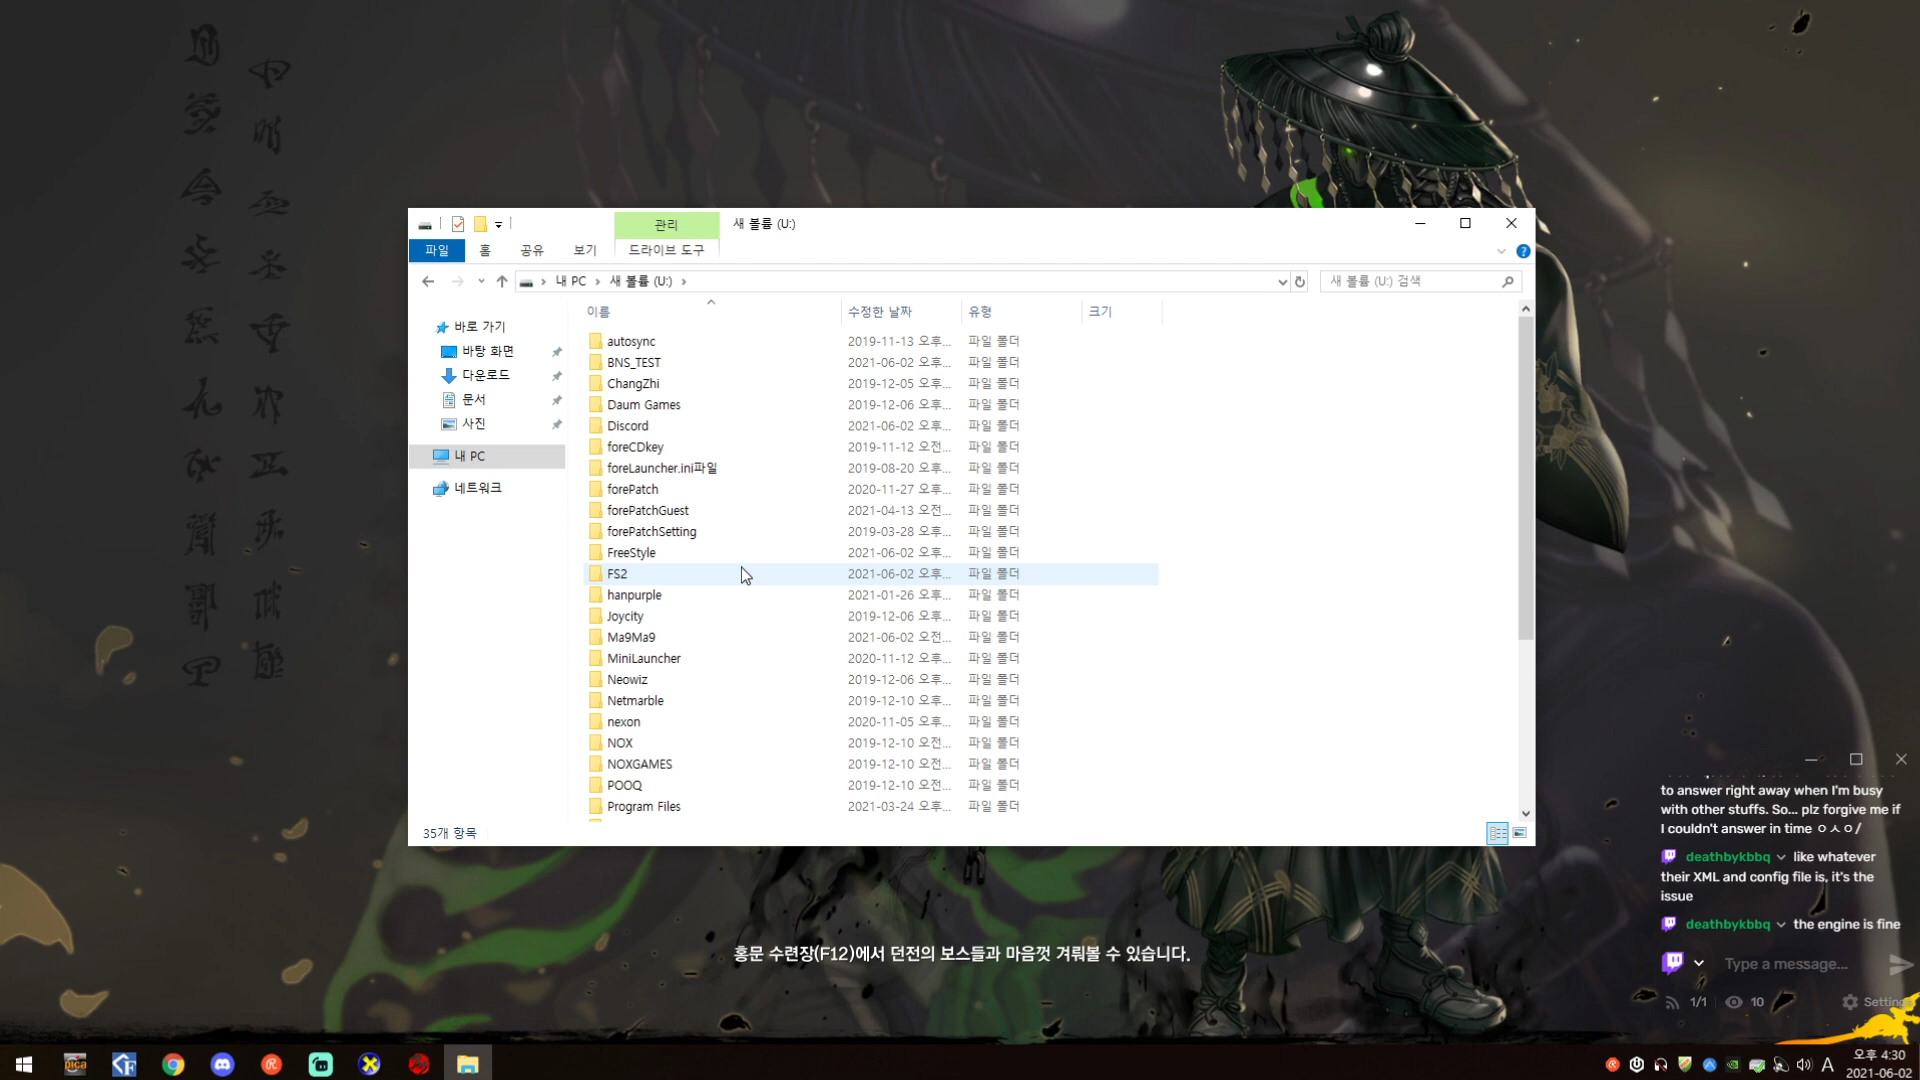 관리
새 볼륨 (U:)
파일
홈
공유
보기
드라이브 도구
내 PC
새 볼륨 (U:)
새 볼륨 (U:) 검색
바로 가기
바탕 화면
다운로드
문서
사진
내 PC
네트워크
이름 수정한 날짜 유형 크기
autosync 2019-11-13 오후... 파일 폴더
BNS_TEST 2021-06-02 오후... 파일 폴더
ChangZhi 2019-12-05 오후... 파일 폴더
Daum Games 2019-12-06 오후... 파일 폴더
Discord 2021-06-02 오후... 파일 폴더
foreCDkey 2019-11-12 오전... 파일 폴더
foreLauncher.ini파일 2019-08-20 오후... 파일 폴더
forePatch 2020-11-27 오후... 파일 폴더
forePatchGuest 2021-04-13 오전... 파일 폴더
forePatchSetting 2019-03-28 오후... 파일 폴더
FreeStyle 2021-06-02 오후... 파일 폴더
FS2 2021-06-02 오후... 파일 폴더
hanpurple 2021-01-26 오후... 파일 폴더
Joycity 2019-12-06 오후... 파일 폴더
Ma9Ma9 2021-06-02 오전... 파일 폴더
MiniLauncher 2020-11-12 오후... 파일 폴더
Neowiz 2019-12-06 오후... 파일 폴더
Netmarble 2019-12-10 오전... 파일 폴더
nexon 2020-11-05 오후... 파일 폴더
NOX 2019-12-10 오전... 파일 폴더
NOXGAMES 2019-12-10 오전... 파일 폴더
POOQ 2019-12-10 오전... 파일 폴더
Program Files 2021-03-24 오후... 파일 폴더
35개 항목
홍문 수련장(F12)에서 던전의 보스들과 마음껏 겨뤄볼 수 있습니다.
to answer right away when I'm busy
with other stuffs. So... plz forgive me if
I couldn't answer in time ㅇㅅㅇ/
deathbykbbq like whatever
their XML and config file is, it's the
issue
deathbykbbq the engine is fine
Type a message...
1/1 10 Settings
pica
A
오후 4:30
2021-06-02